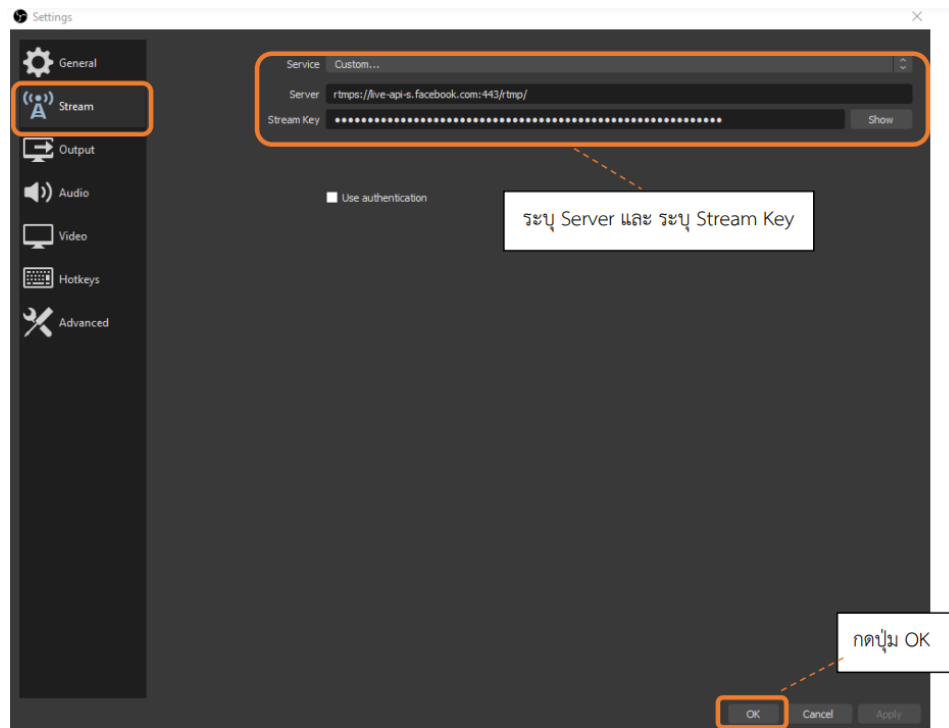 Settings
General
Stream
Output
Audio
Video
Hotkeys
Advanced
Service Custom...
Server rtmps://live-api-s.facebook.com:443/rtmp/
Stream Key ●●●●●●●●●●●●●●●●●●●●●●●●●●●●●●●●●●●●●●●●●●●●●●●●●●●●●●●●●●● Show
Use authentication
ระบุ Server และ ระบุ Stream Key
กดปุ่ม OK
OK Cancel Apply